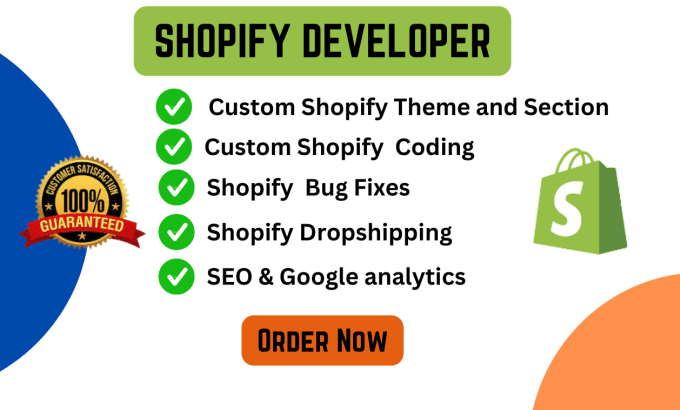 SHOPIFY DEVELOPER
Custom Shopify Theme and Section
Custom Shopify Coding
Shopify Bug Fixes
Shopify Dropshipping
SEO & Google analytics
CUSTOMER SATISFACTION
100%
GUARANTEED
S
Order Now